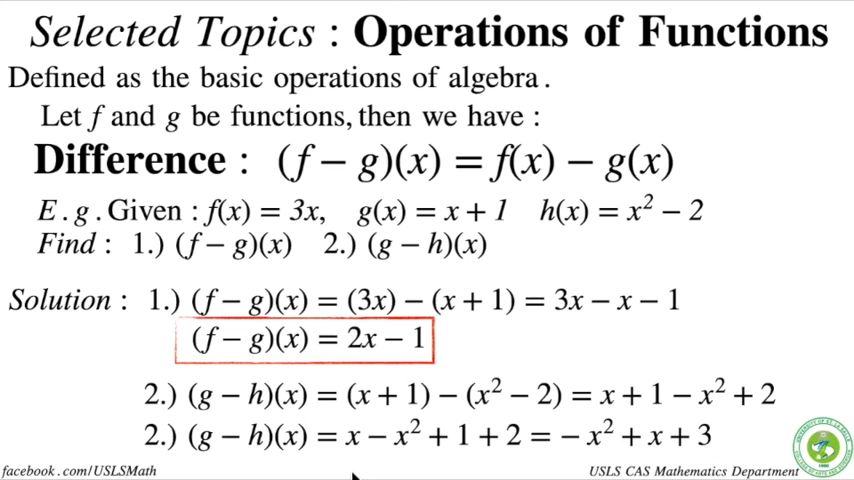 Selected Topics : Operations of Functions
Defined as the basic operations of algebra .
Let f and g be functions, then we have :
Difference : (f − g)(x) = f(x) − g(x)
E . g . Given : f(x) = 3x, g(x) = x + 1 h(x) = x² − 2
Find : 1.) (f − g)(x) 2.) (g − h)(x)
Solution : 1.) (f − g)(x) = (3x) − (x + 1) = 3x − x − 1
(f − g)(x) = 2x − 1
2.) (g − h)(x) = (x + 1) − (x² − 2) = x + 1 − x² + 2
2.) (g − h)(x) = x − x² + 1 + 2 = − x² + x + 3
facebook . com/USLSMath
USLS CAS Mathematics Department